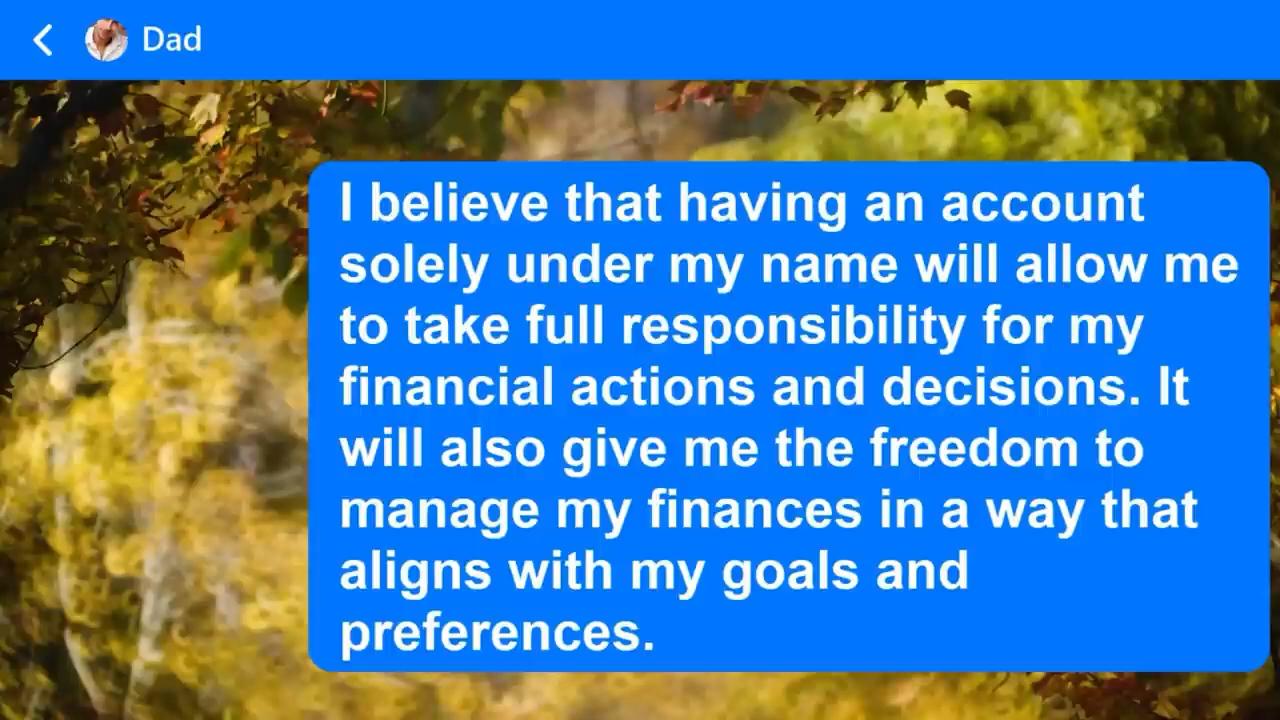 Dad
I believe that having an account
solely under my name will allow me
to take full responsibility for my
financial actions and decisions. It
will also give me the freedom to
manage my finances in a way that
aligns with my goals and
preferences.